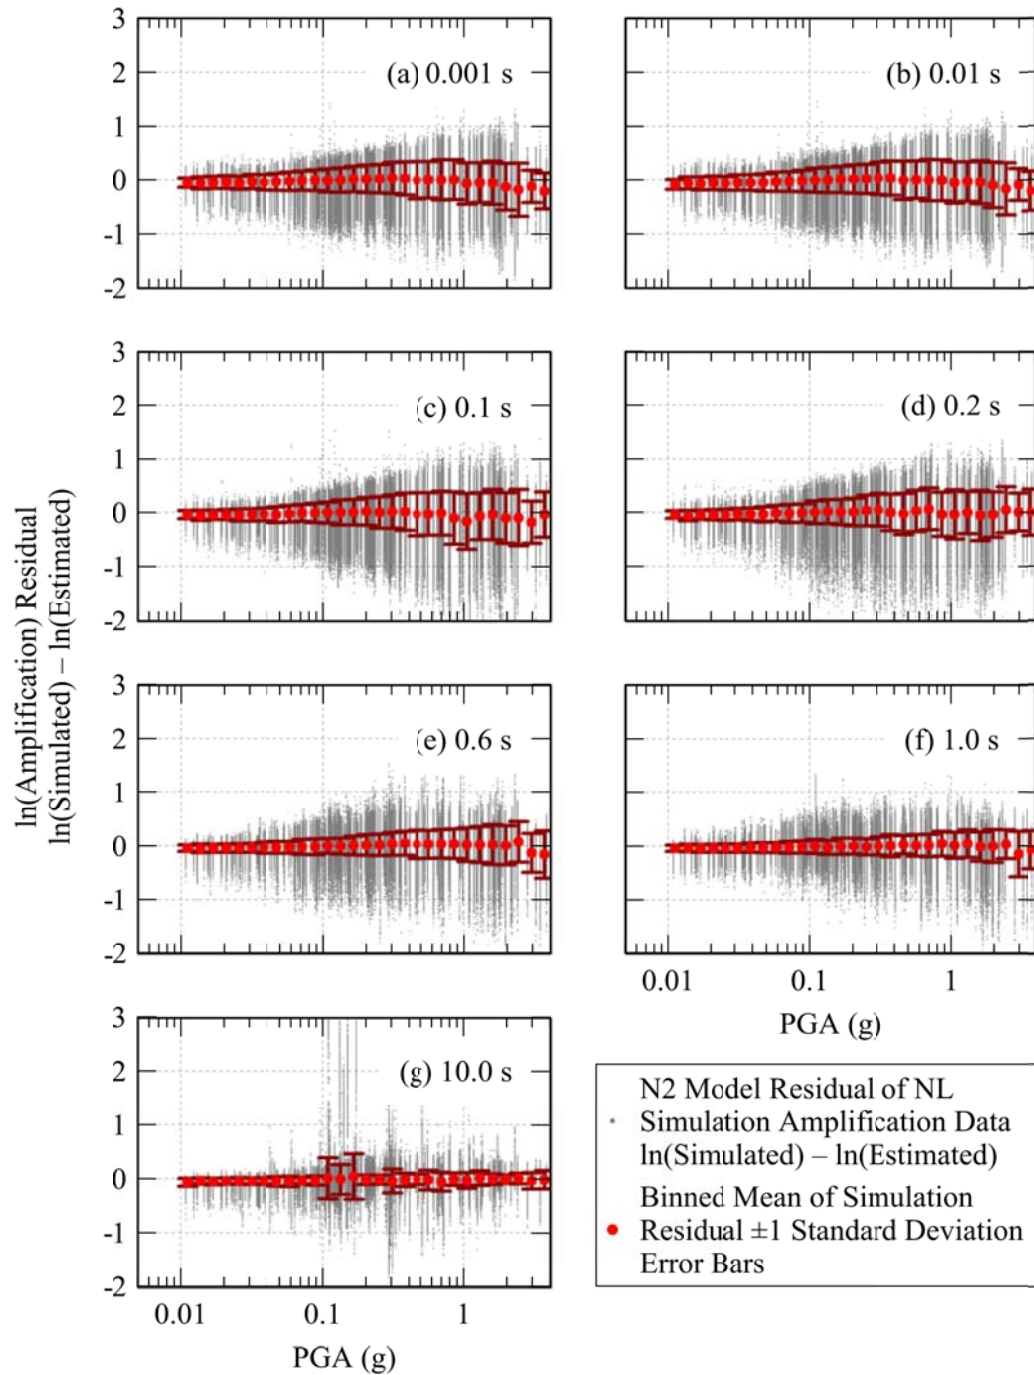 3
2
1
0
-1
-2
(a) 0.001 s
(b) 0.01 s
3
2
1
0
-1
-2
(c) 0.1 s
(d) 0.2 s
ln(Amplification) Residual
ln(Simulated) – ln(Estimated)
3
2
1
0
-1
-2
(e) 0.6 s
(f) 1.0 s
0.01 0.1 1
PGA (g)
3
2
1
0
-1
-2
(g) 10.0 s
0.01 0.1 1
PGA (g)
N2 Model Residual of NL
Simulation Amplification Data
ln(Simulated) – ln(Estimated)
Binned Mean of Simulation
Residual ±1 Standard Deviation
Error Bars